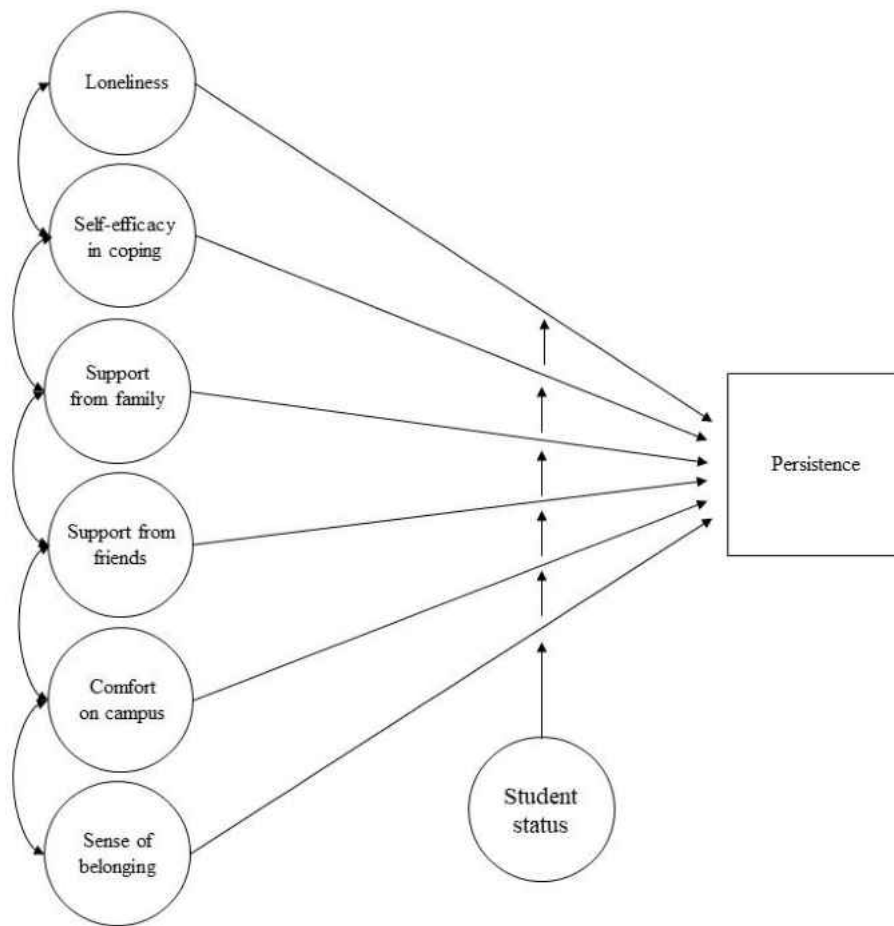 Loneliness
Self-efficacy
in coping
Support
from family
Support from
friends
Comfort
on campus
Sense of
belonging
Student
status
Persistence